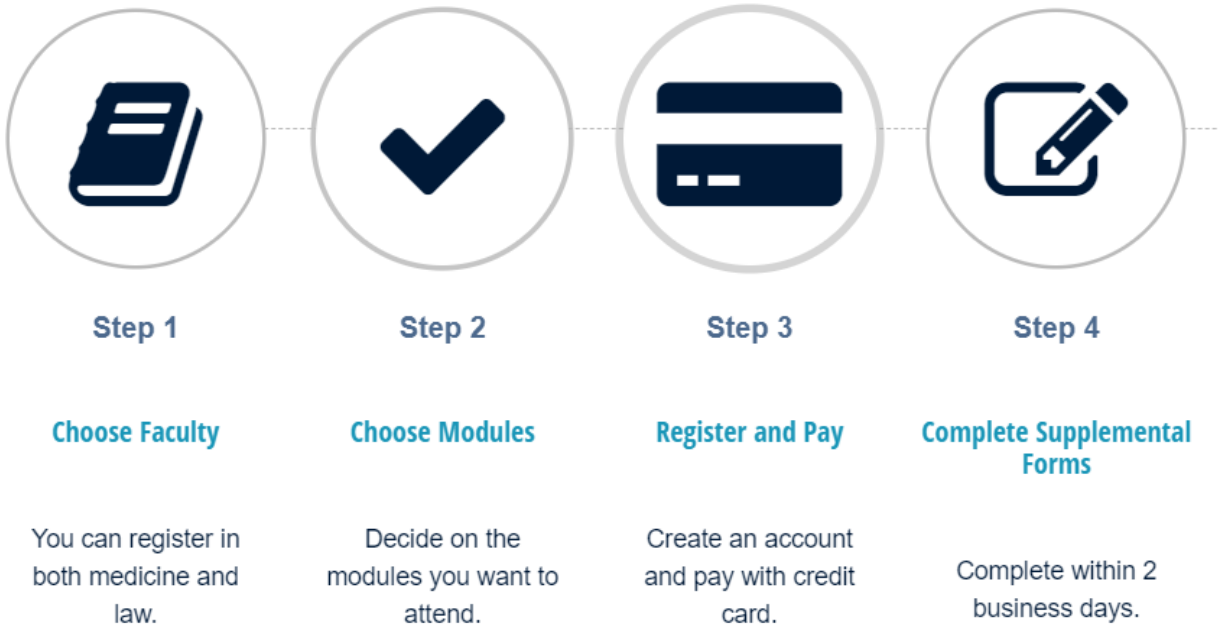 Step 1
Step 2
Step 3
Step 4
Choose Faculty
Choose Modules
Register and Pay
Complete Supplemental
Forms
You can register in
both medicine and
law.
Decide on the
modules you want to
attend.
Create an account
and pay with credit
card.
Complete within 2
business days.